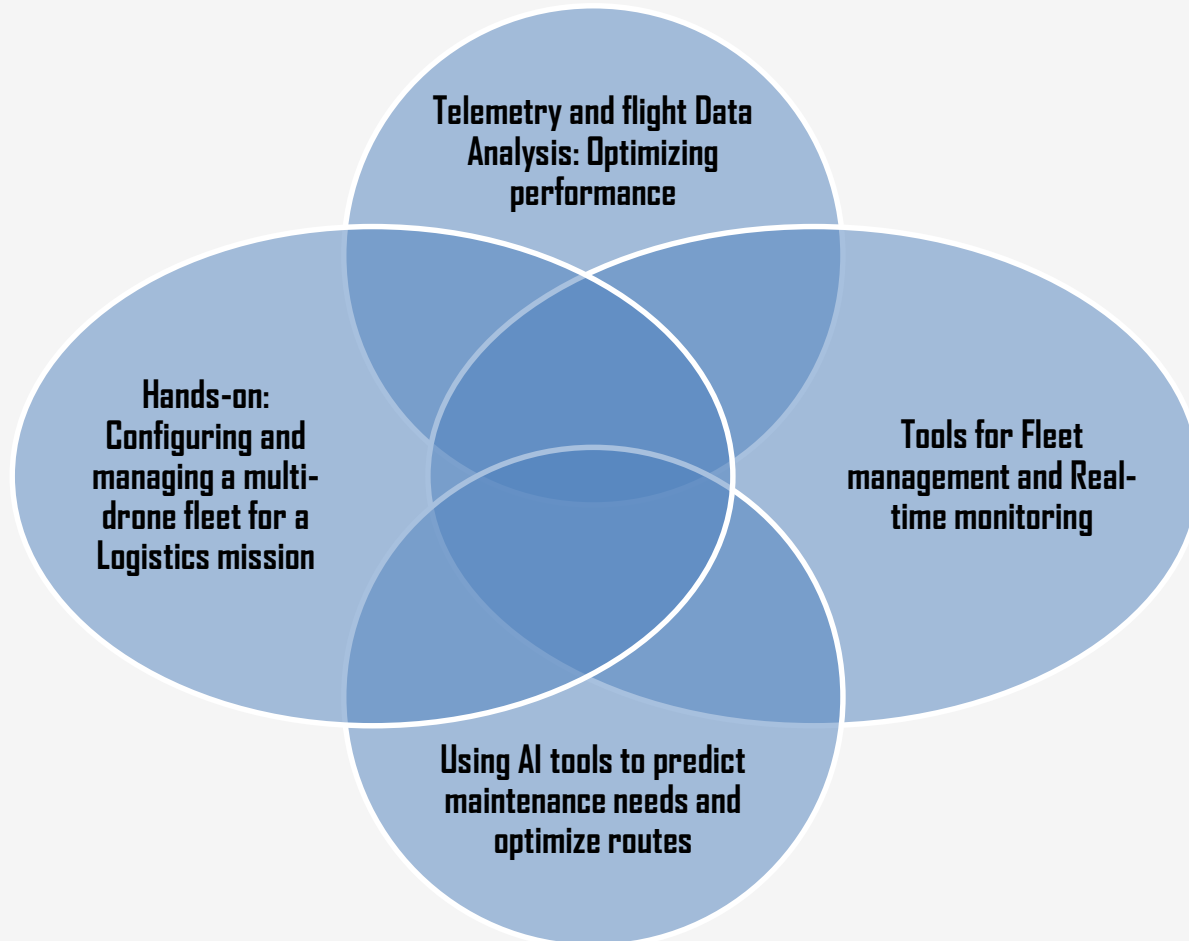 Telemetry and flight Data
Analysis: Optimizing
performance
Hands-on:
Configuring and
managing a multi-
drone fleet for a
Logistics mission
Tools for Fleet
management and Real-
time monitoring
Using AI tools to predict
maintenance needs and
optimize routes